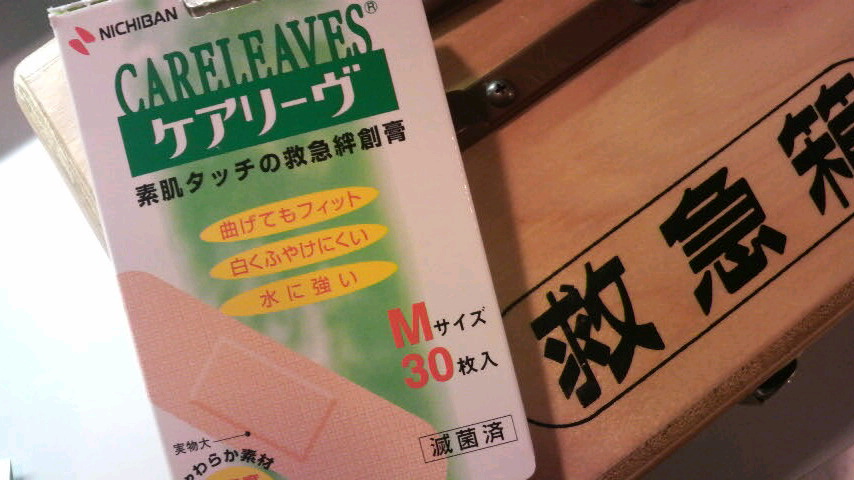 NICHIBAN
CARELEAVES®
ケアリーヴ
素肌タッチの救急絆創膏
曲げてもフィット
白くふやけにくい
水に強い
Mサイズ
30枚入
滅菌済
実物大
やわらか素材
救急箱